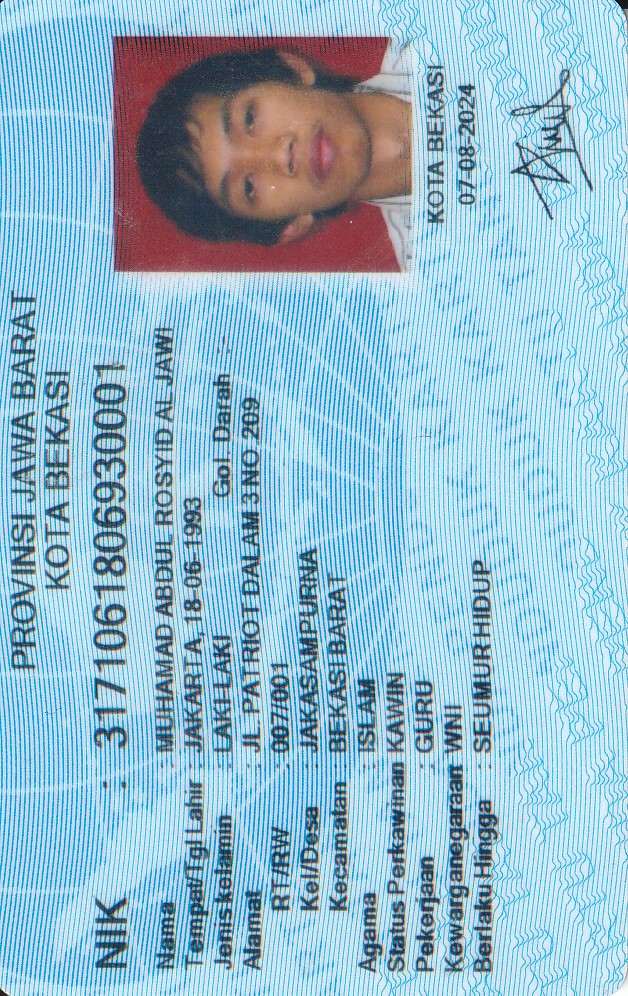 PROVINSI JAWA BARAT
KOTA BEKASI
NIK : 3171061806930001
Nama : MUHAMAD ABDUL ROSYID AL JAWI
Tempat/Tgl Lahir : JAKARTA, 18-06-1993
Jenis kelamin : LAKI-LAKI Gol. Darah : -
Alamat : JL. PATRIOT DALAM 3 NO 209
RT/RW : 007/001
Kel/Desa : JAKASAMPURNA
Kecamatan : BEKASI BARAT
Agama : ISLAM
Status Perkawinan : KAWIN
Pekerjaan : GURU
Kewarganegaraan : WNI
Berlaku Hingga : SEUMUR HIDUP
KOTA BEKASI
07-08-2024